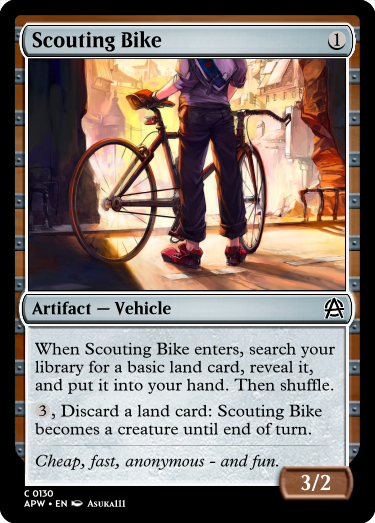 Scouting Bike 1
Artifact — Vehicle
When Scouting Bike enters, search your
library for a basic land card, reveal it,
and put it into your hand. Then shuffle.
3, Discard a land card: Scouting Bike
becomes a creature until end of turn.
Cheap, fast, anonymous - and fun.
3/2
C 0130
APW • EN AsukaIII